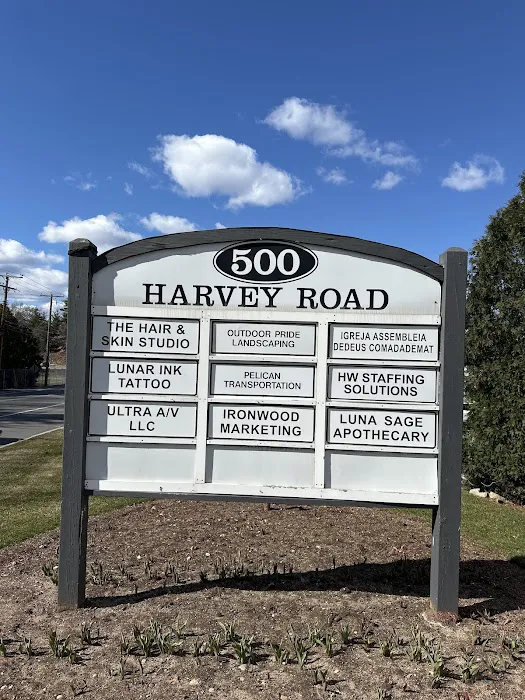 500
HARVEY ROAD
THE HAIR &
SKIN STUDIO
OUTDOOR PRIDE
LANDSCAPING
IGREJA ASSEMBLEIA
DEDEUS COMADADEMAT
LUNAR INK
TATTOO
PELICAN
TRANSPORTATION
HW STAFFING
SOLUTIONS
ULTRA A/V
LLC
IRONWOOD
MARKETING
LUNA SAGE
APOTHECARY